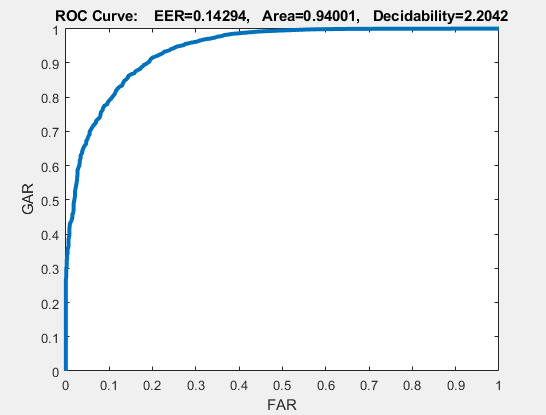 ROC Curve: EER=0.14294, Area=0.94001, Decidability=2.2042
1
0.9
0.8
0.7
0.6
0.5
0.4
0.3
0.2
0.1
0
GAR
0 0.1 0.2 0.3 0.4 0.5 0.6 0.7 0.8 0.9 1
FAR